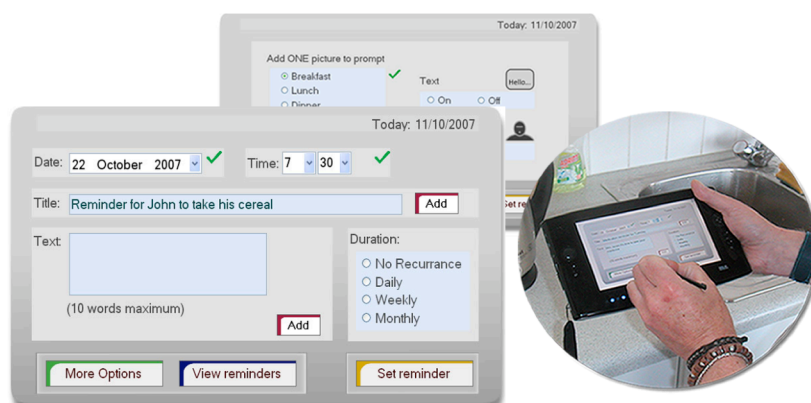 Today: 11/10/2007
Add ONE picture to prompt
Breakfast
Lunch
Dinner
Text
Hello...
On Off
Set re
Today: 11/10/2007
Date: 22 October 2007 Time: 7 30
Title: Reminder for John to take his cereal Add
Text
(10 words maximum)
Add
Duration:
No Recurrance
Daily
Weekly
Monthly
More Options View reminders Set reminder